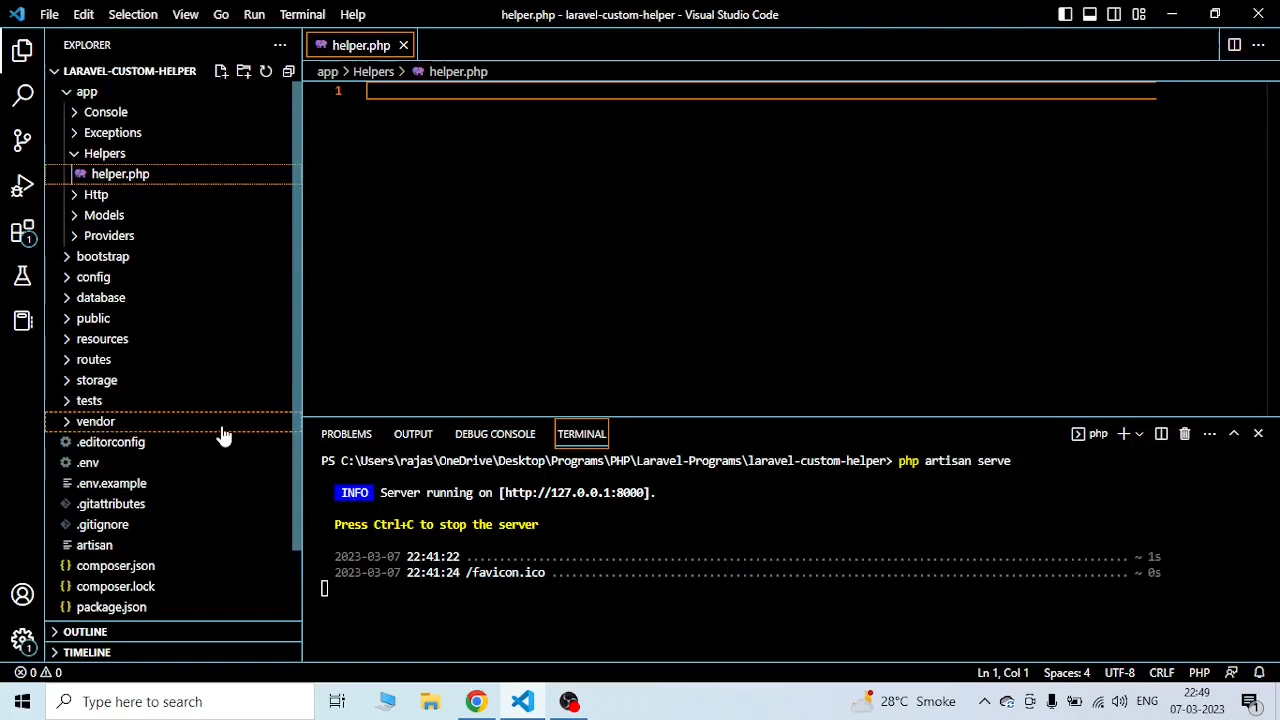 File Edit Selection View Go Run Terminal Help
helper.php - laravel-custom-helper - Visual Studio Code
EXPLORER
LARAVEL-CUSTOM-HELPER
app
Console
Exceptions
Helpers
helper.php
Http
Models
Providers
bootstrap
config
database
public
resources
routes
storage
tests
vendor
.editorconfig
.env
.env.example
.gitattributes
.gitignore
artisan
composer.json
composer.lock
package.json
OUTLINE
TIMELINE
1
1
helper.php
app > Helpers > helper.php
1
PROBLEMS OUTPUT DEBUG CONSOLE TERMINAL
php
PS C:\Users\rajas\OneDrive\Desktop\Programs\PHP\Laravel-Programs\laravel-custom-helper> php artisan serve
INFO Server running on [http://127.0.0.1:8000].
Press Ctrl+C to stop the server
2023-03-07 22:41:22 ........ ~ 1s
2023-03-07 22:41:24 /favicon.ico ........ ~ 0s
0 0
Ln 1, Col 1 Spaces: 4 UTF-8 CRLF PHP
Type here to search
28°C Smoke
ENG
22:49
07-03-2023
1